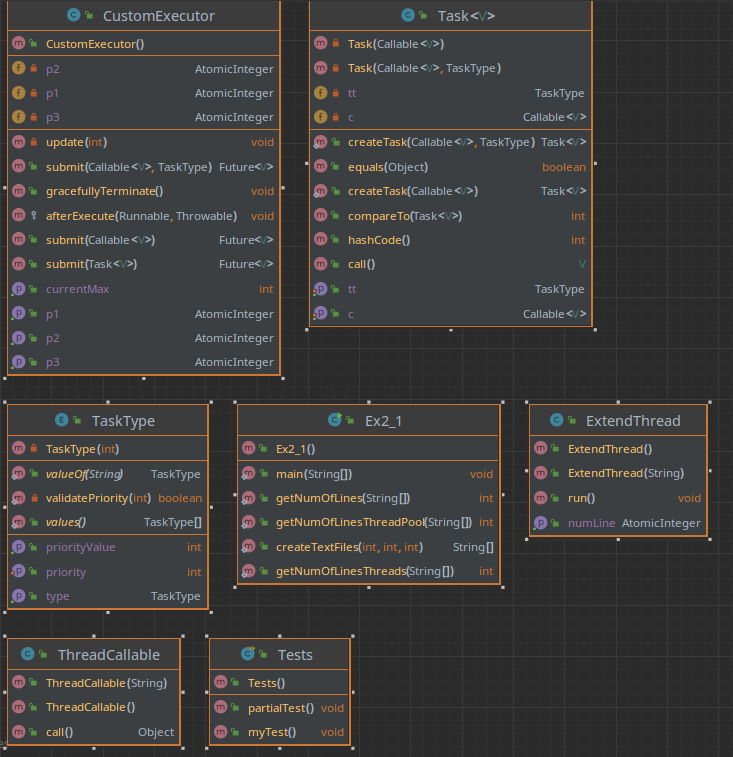 CustomExecutor
CustomExecutor()
p2 AtomicInteger
p1 AtomicInteger
p3 AtomicInteger
update(int) void
submit(Callable<V>, TaskType) Future<V>
gracefullyTerminate() void
afterExecute(Runnable, Throwable) void
submit(Callable<V>) Future<V>
submit(Task<V>) Future<V>
currentMax int
p1 AtomicInteger
p2 AtomicInteger
p3 AtomicInteger
Task<V>
Task(Callable<V>)
Task(Callable<V>, TaskType)
tt TaskType
c Callable<V>
createTask(Callable<V>, TaskType) Task<V>
equals(Object) boolean
createTask(Callable<V>) Task<V>
compareTo(Task<V>) int
hashCode() int
call() V
tt TaskType
c Callable<V>
TaskType
TaskType(int)
valueOf(String) TaskType
validatePriority(int) boolean
values() TaskType[]
priorityValue int
priority int
type TaskType
Ex2_1
Ex2_1()
main(String[]) void
getNumOfLines(String[]) int
getNumOfLinesThreadPool(String[]) int
createTextFiles(int, int, int) String[]
getNumOfLinesThreads(String[]) int
ExtendThread
ExtendThread()
ExtendThread(String)
run() void
numLine AtomicInteger
ThreadCallable
ThreadCallable(String)
ThreadCallable()
call() Object
Tests
Tests()
partialTest() void
myTest() void